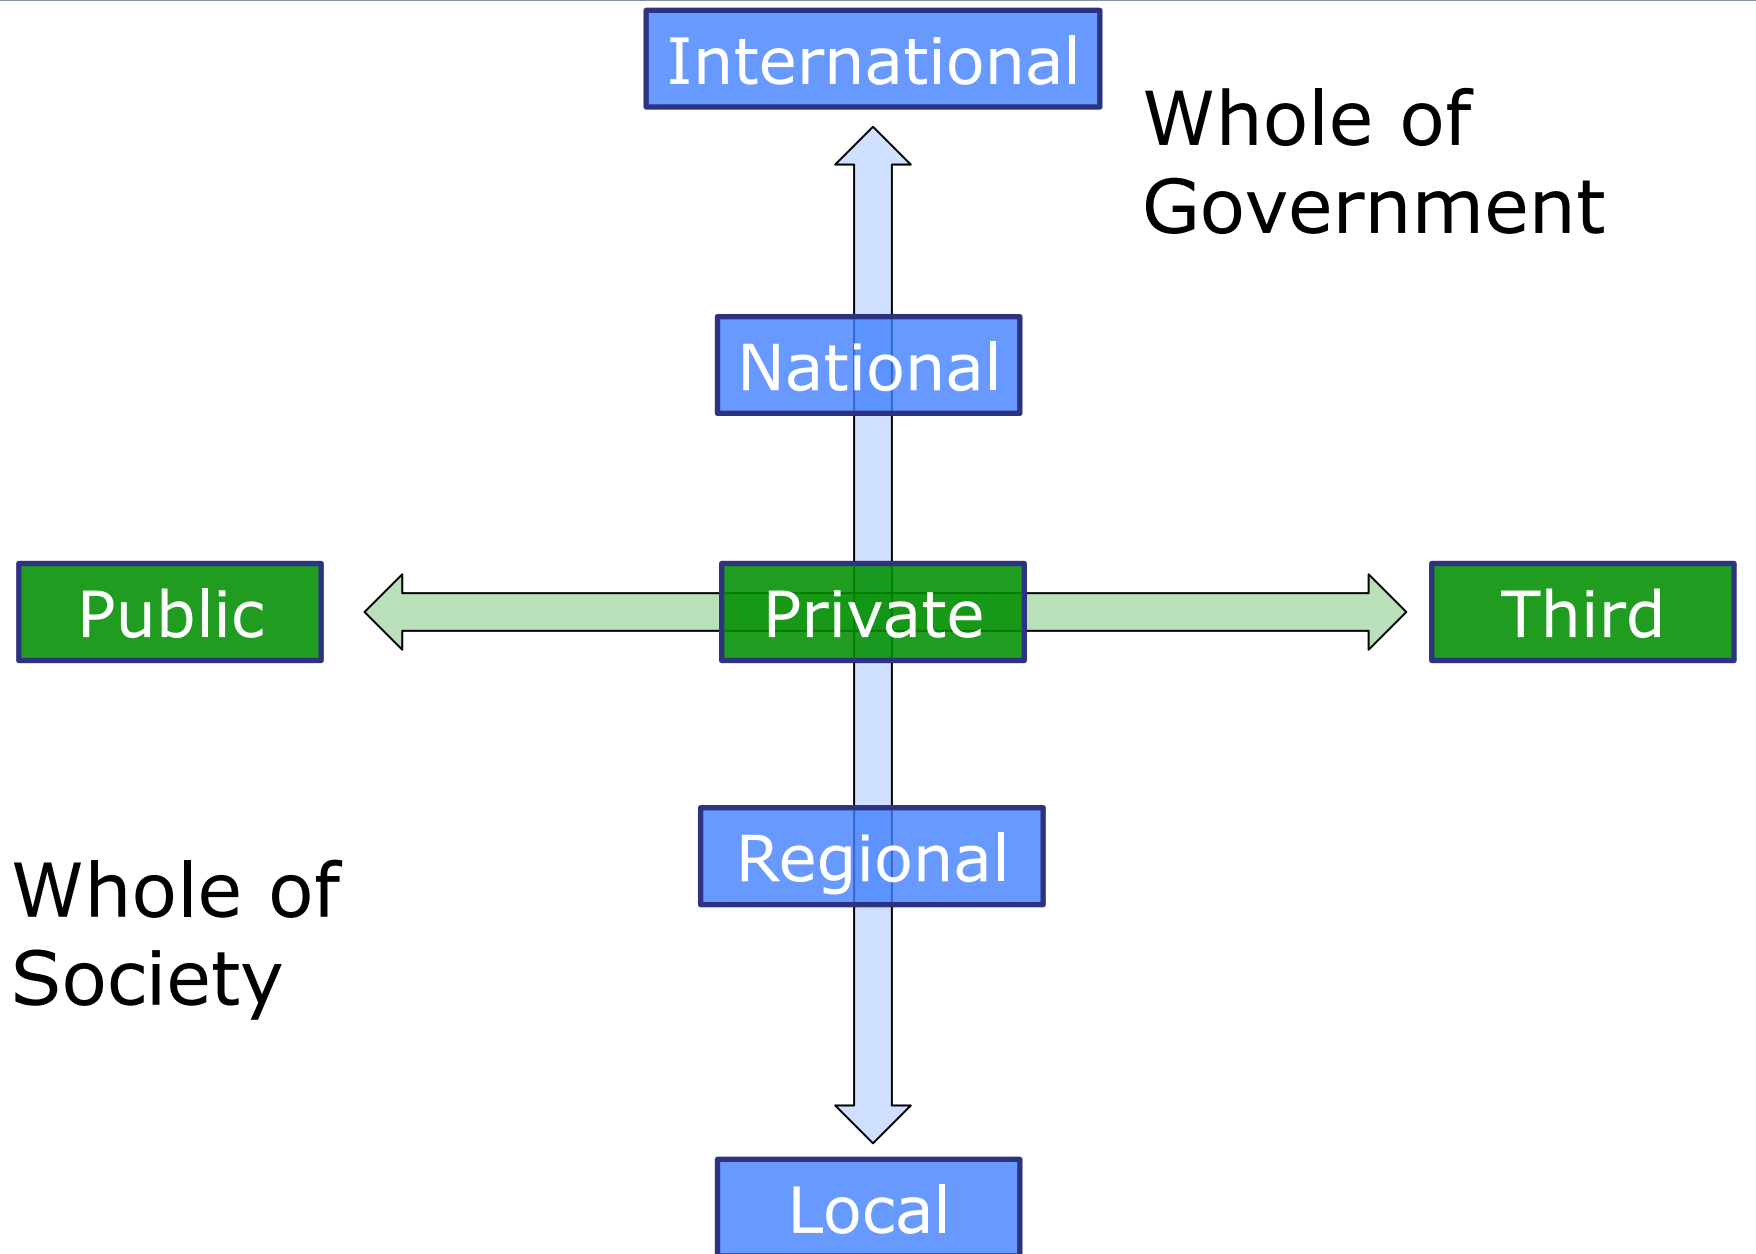 International
Whole of
Government
National
Public
Private
Third
Regional
Whole of
Society
Local